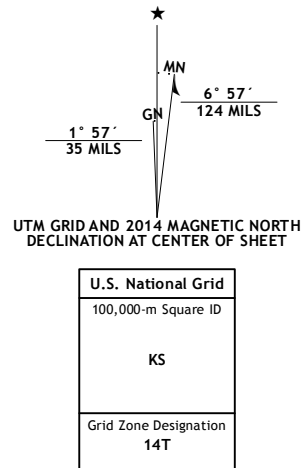 ★
MN
GN
6° 57´
124 MILS
1° 57´
35 MILS
UTM GRID AND 2014 MAGNETIC NORTH
DECLINATION AT CENTER OF SHEET
U.S. National Grid
100,000-m Square ID
KS
Grid Zone Designation
14T